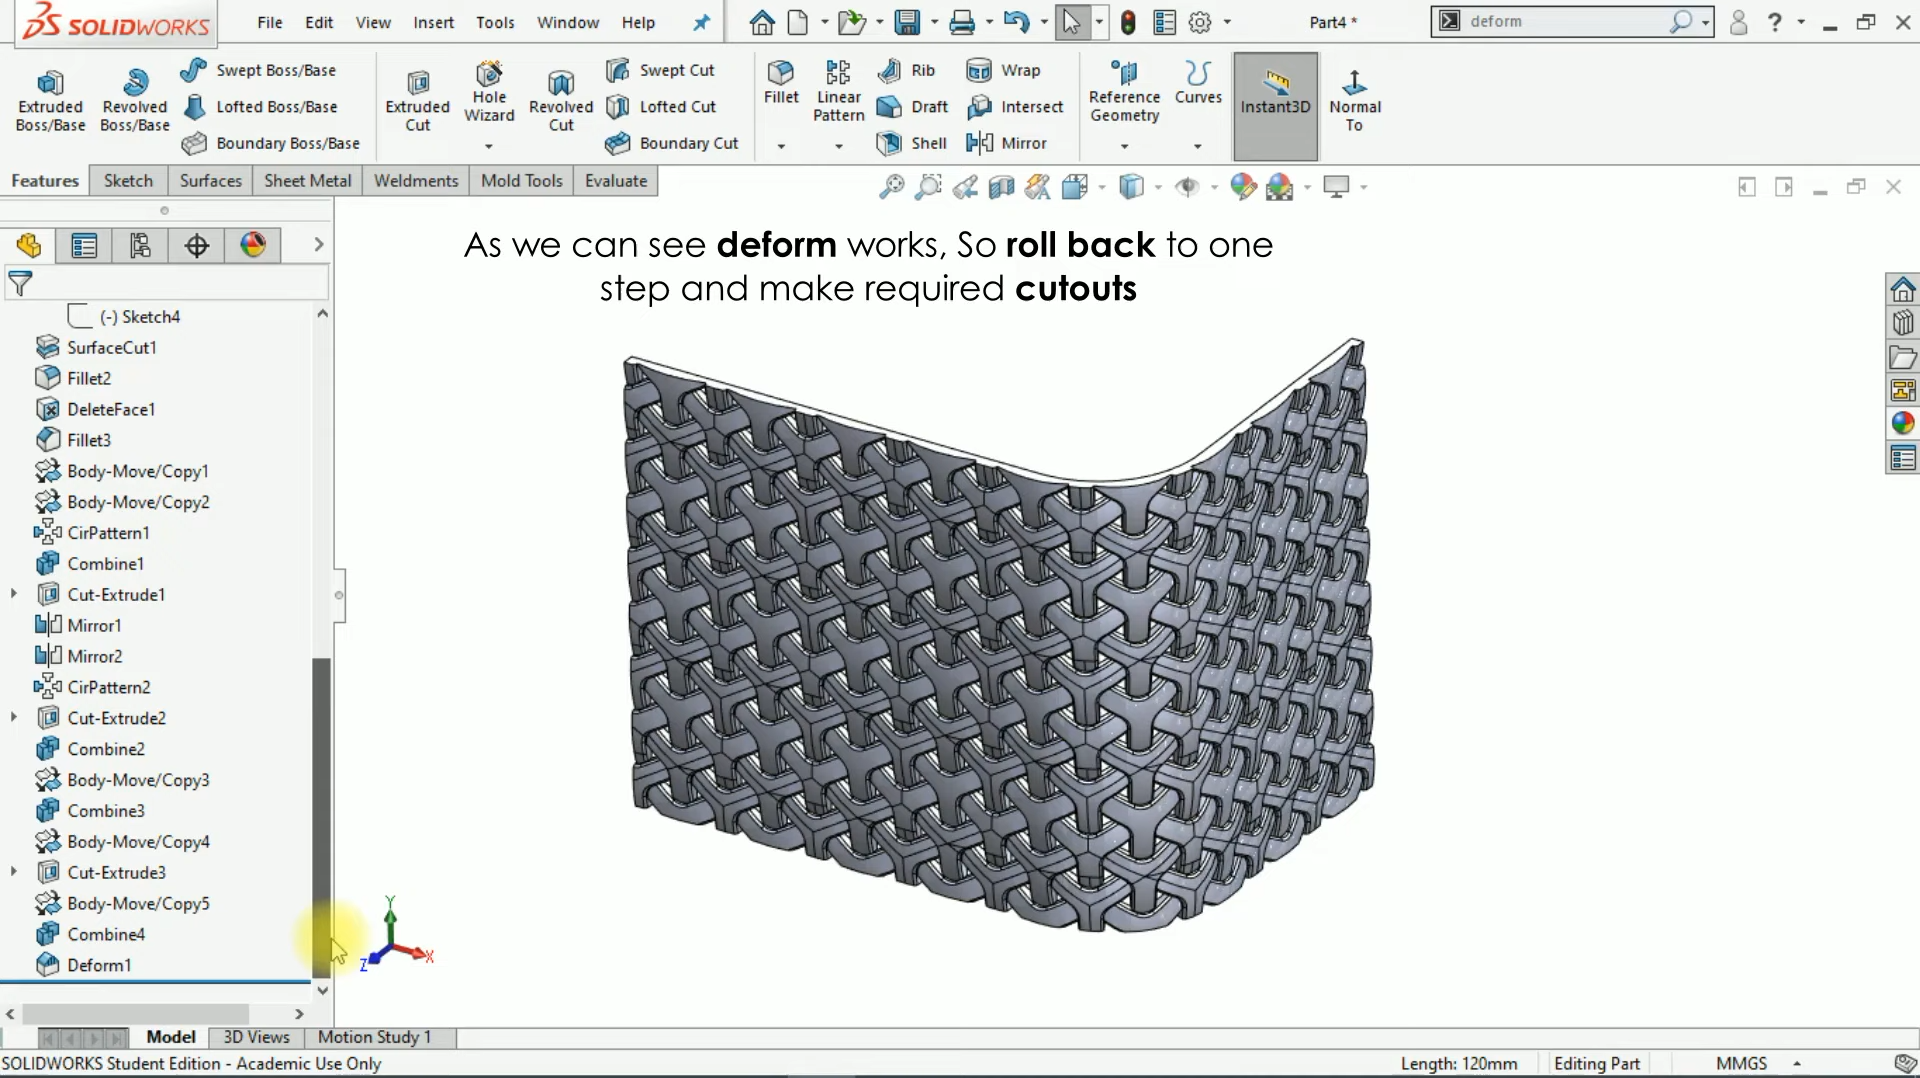 SOLIDWORKS
File
Edit
View
Insert
Tools
Window
Help
Part4 *
deform
Extruded
Boss/Base
Revolved
Boss/Base
Swept Boss/Base
Lofted Boss/Base
Boundary Boss/Base
Extruded
Cut
Hole
Wizard
Revolved
Cut
Swept Cut
Lofted Cut
Boundary Cut
Fillet
Linear
Pattern
Rib
Draft
Shell
Wrap
Intersect
Mirror
Reference
Geometry
Curves
Instant3D
Normal
To
Features
Sketch
Surfaces
Sheet Metal
Weldments
Mold Tools
Evaluate
As we can see deform works, So roll back to one
step and make required cutouts
(-) Sketch4
SurfaceCut1
Fillet2
DeleteFace1
Fillet3
Body-Move/Copy1
Body-Move/Copy2
CirPattern1
Combine1
Cut-Extrude1
Mirror1
Mirror2
CirPattern2
Cut-Extrude2
Combine2
Body-Move/Copy3
Combine3
Body-Move/Copy4
Cut-Extrude3
Body-Move/Copy5
Combine4
Deform1
Y
X
Z
Model
3D Views
Motion Study 1
SOLIDWORKS Student Edition - Academic Use Only
Length: 120mm
Editing Part
MMGS